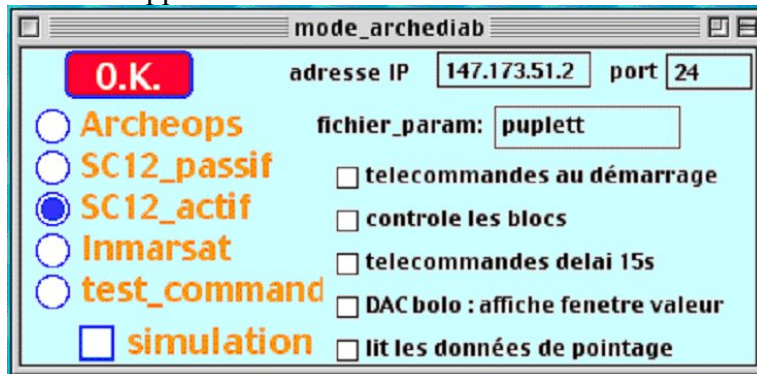 mode_archediab
O.K. adresse IP 147.173.51.2 port 24
Archeops fichier_param: puplett
SC12_passif telecommandes au démarrage
SC12_actif controle les blocs
Inmarsat telecommandes delai 15s
test_command DAC bolo : affiche fenetre valeur
simulation lit les données de pointage